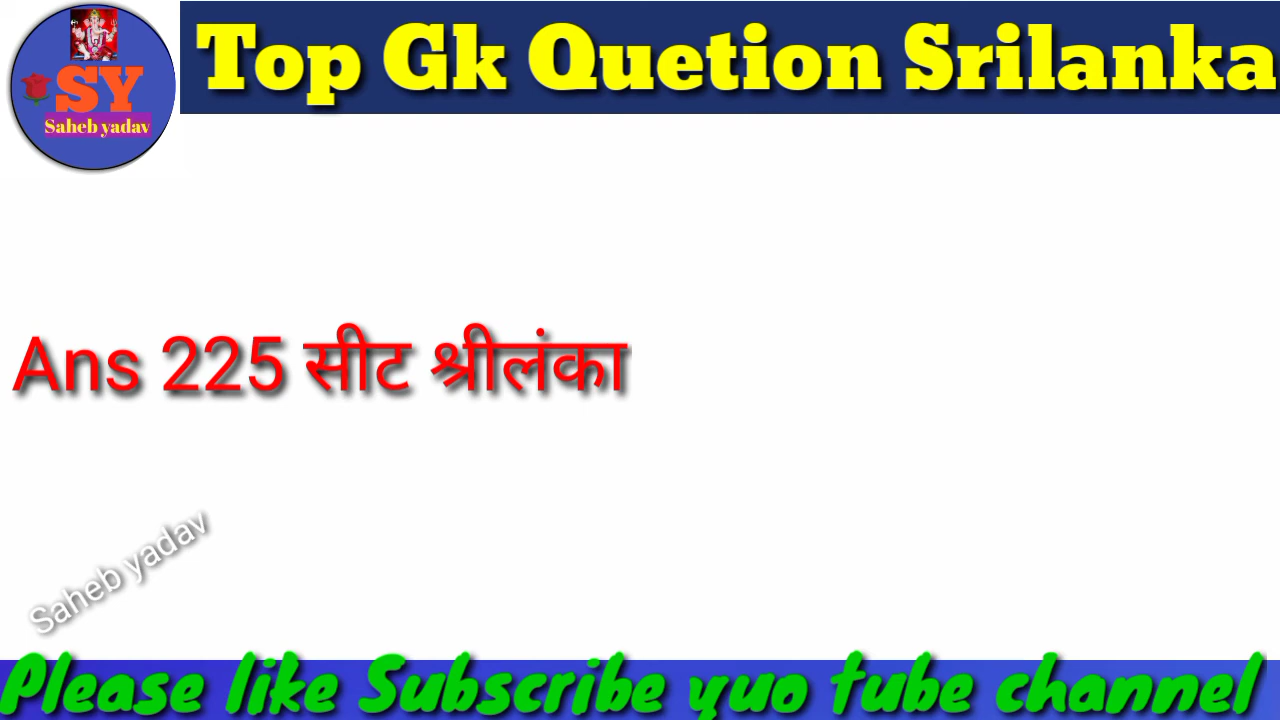 SY
Saheb yadav
Top Gk Quetion Srilanka
Ans 225 सीट श्रीलंका
Saheb yadav
Please like Subscribe yuo tube channel